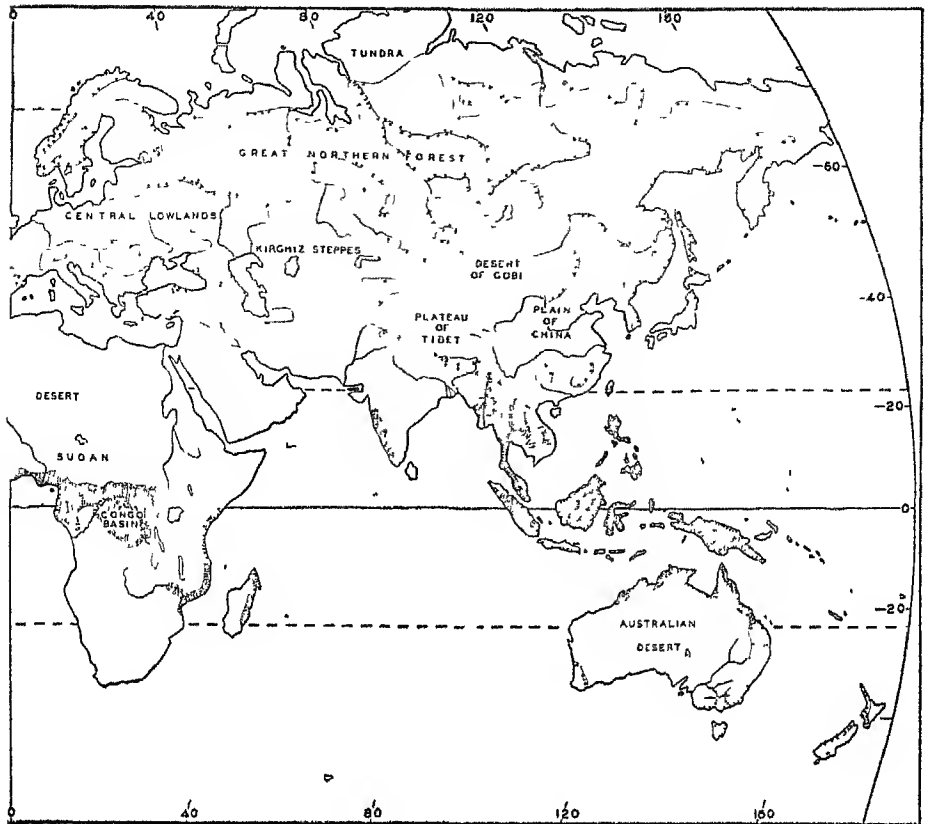 40 80 120 160
TUNDRA
GREAT NORTHERN FOREST
-60
CENTRAL LOWLANDS
KIRGHIZ STEPPES
DESERT
OF GOBI
-40
PLATEAU
OF
TIBET
PLAIN
OF
CHINA
DESERT
-20
SUDAN
CONGO
BASIN
0
-20
AUSTRALIAN
DESERT
0 40 80 120 160